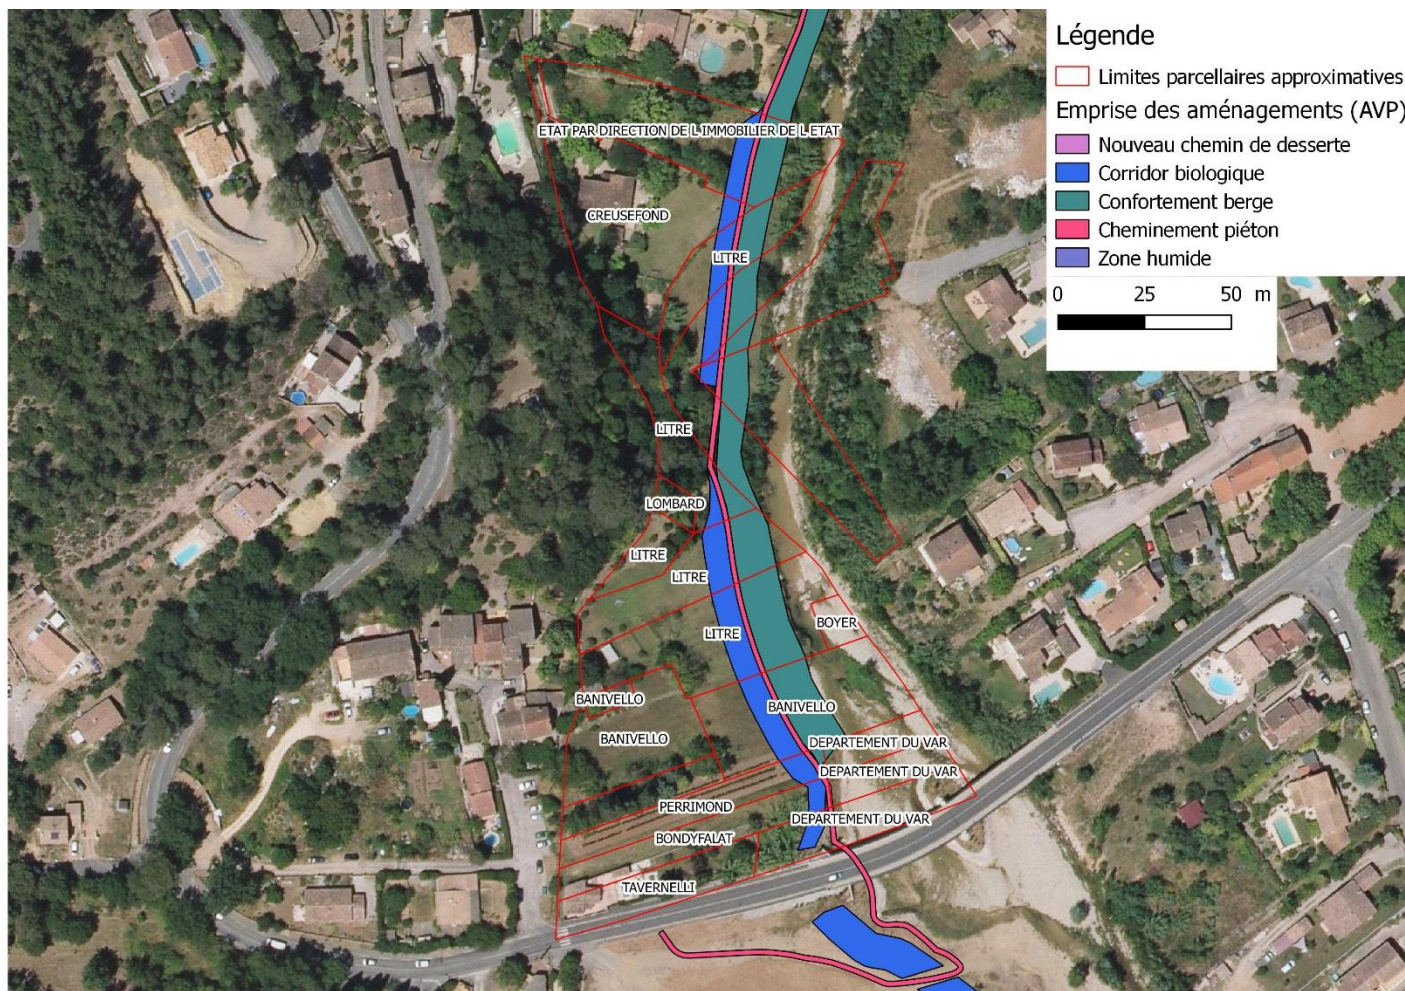 Légende
Limites parcellaires approximatives
Emprise des aménagements (AVP)
Nouveau chemin de desserte
Corridor biologique
Confortement berge
Cheminement piéton
Zone humide
0 25 50 m
ETAT PAR DIRECTION DE L IMMOBILIER DE L ETAT
CREUSEFOND
LITRE
LITRE
LOMBARD
LITRE
LITRE
BOYER
LITRE
BANIVELLO
BANIVELLO
BANIVELLO
DEPARTEMENT DU VAR
DEPARTEMENT DU VAR
PERRIMOND
DEPARTEMENT DU VAR
BONDYFALAT
TAVERNELLI